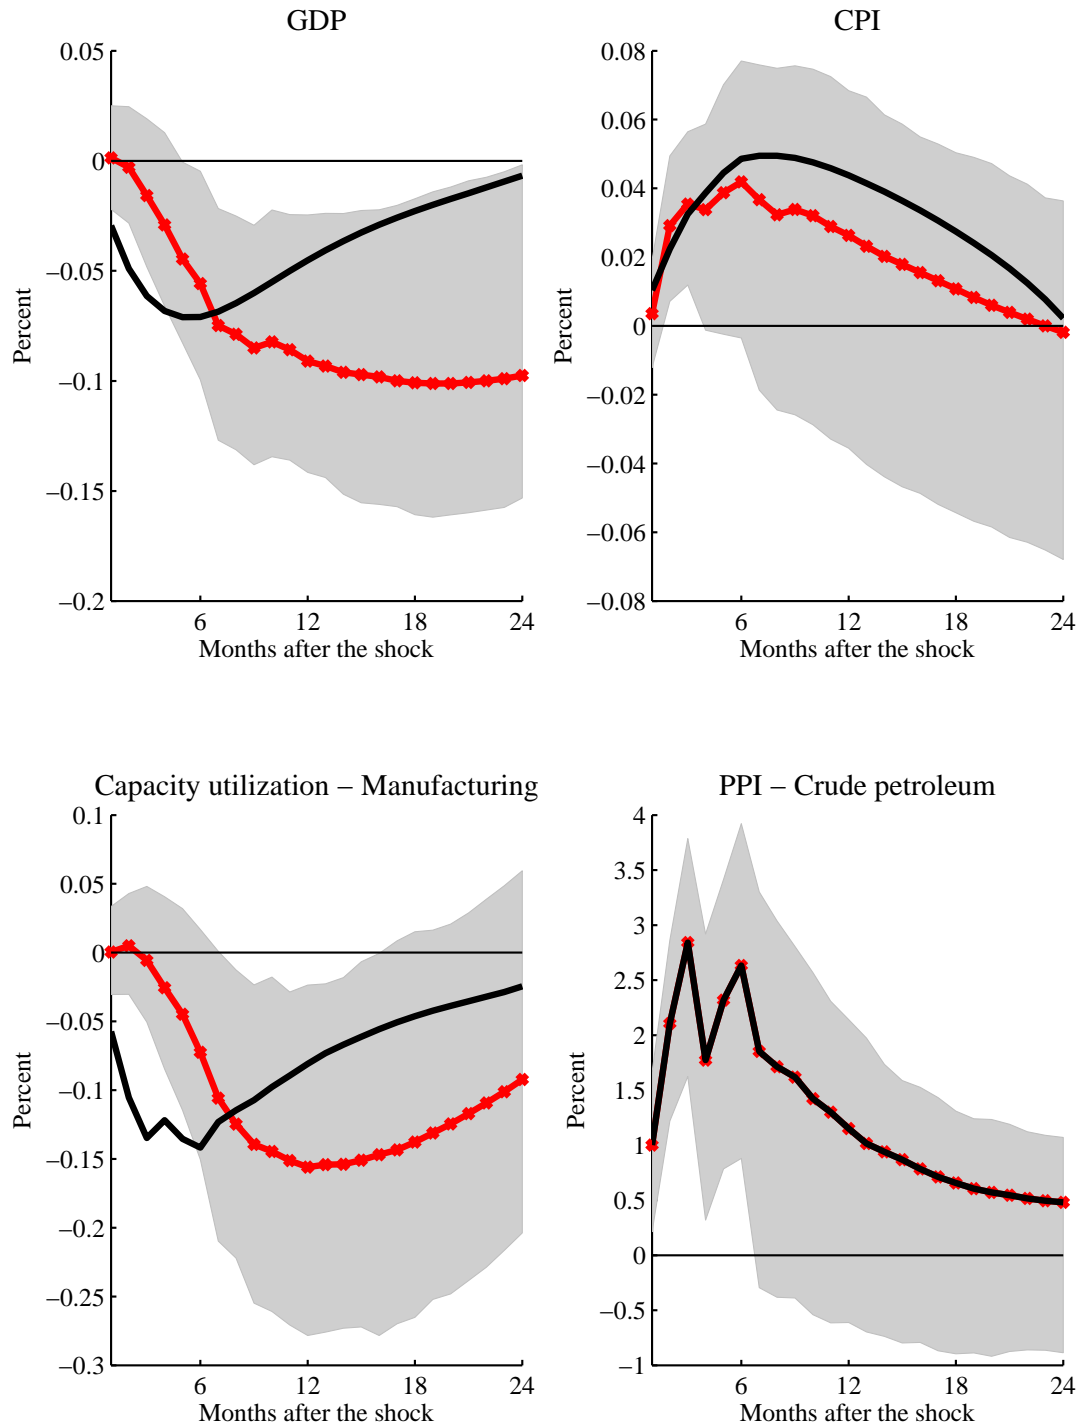 GDP
0.05
0
−0.05
−0.1
−0.15
−0.2
Percent
6 12 18 24
Months after the shock
CPI
0.08
0.06
0.04
0.02
0
−0.02
−0.04
−0.06
−0.08
Percent
6 12 18 24
Months after the shock
Capacity utilization − Manufacturing
0.1
0.05
0
−0.05
−0.1
−0.15
−0.2
−0.25
−0.3
Percent
6 12 18 24
Months after the shock
PPI − Crude petroleum
4
3.5
3
2.5
2
1.5
1
0.5
0
−0.5
−1
Percent
6 12 18 24
Months after the shock